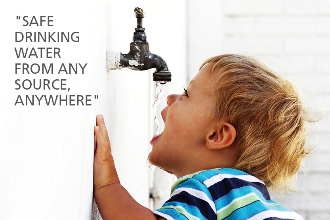 "SAFE
DRINKING
WATER
FROM ANY
SOURCE,
ANYWHERE"